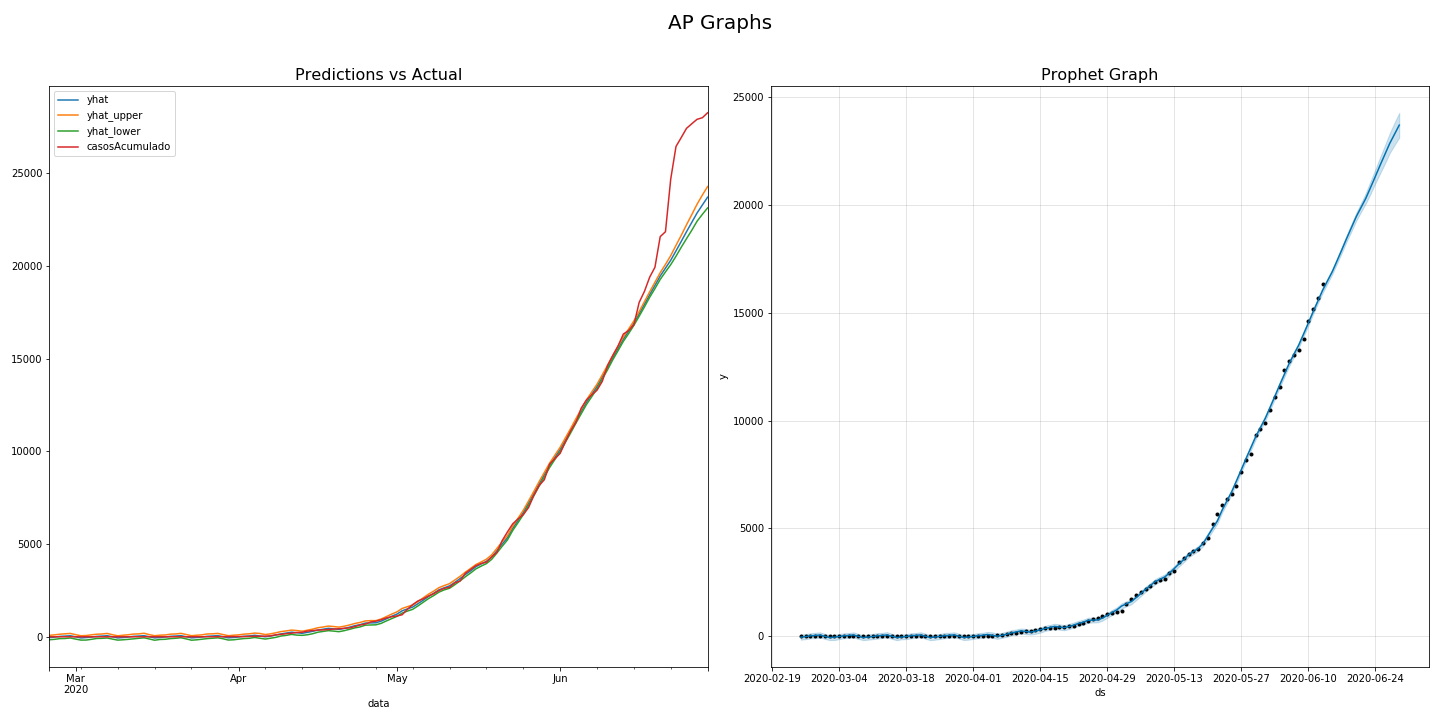 AP Graphs
Predictions vs Actual
yhat
yhat_upper
yhat_lower
casosAcumulado
25000
20000
15000
10000
5000
0
Mar
2020
Apr
May
Jun
data
Prophet Graph
25000
20000
15000
10000
5000
0
y
2020-02-19 2020-03-04 2020-03-18 2020-04-01 2020-04-15 2020-04-29 2020-05-13 2020-05-27 2020-06-10 2020-06-24
ds